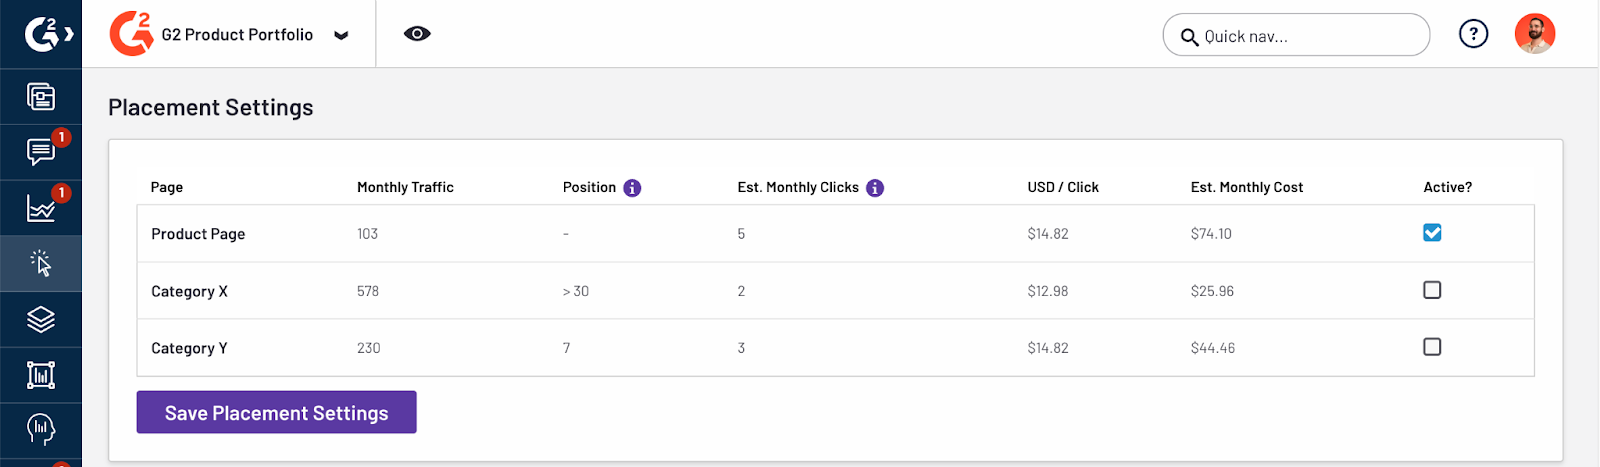 G2 G2 Product Portfolio Quick nav... ?
Placement Settings
1
1
Page Monthly Traffic Position i Est. Monthly Clicks i USD / Click Est. Monthly Cost Active?
Product Page 103 - 5 $14.82 $74.10
Category X 578 > 30 2 $12.98 $25.96
Category Y 230 7 3 $14.82 $44.46
Save Placement Settings